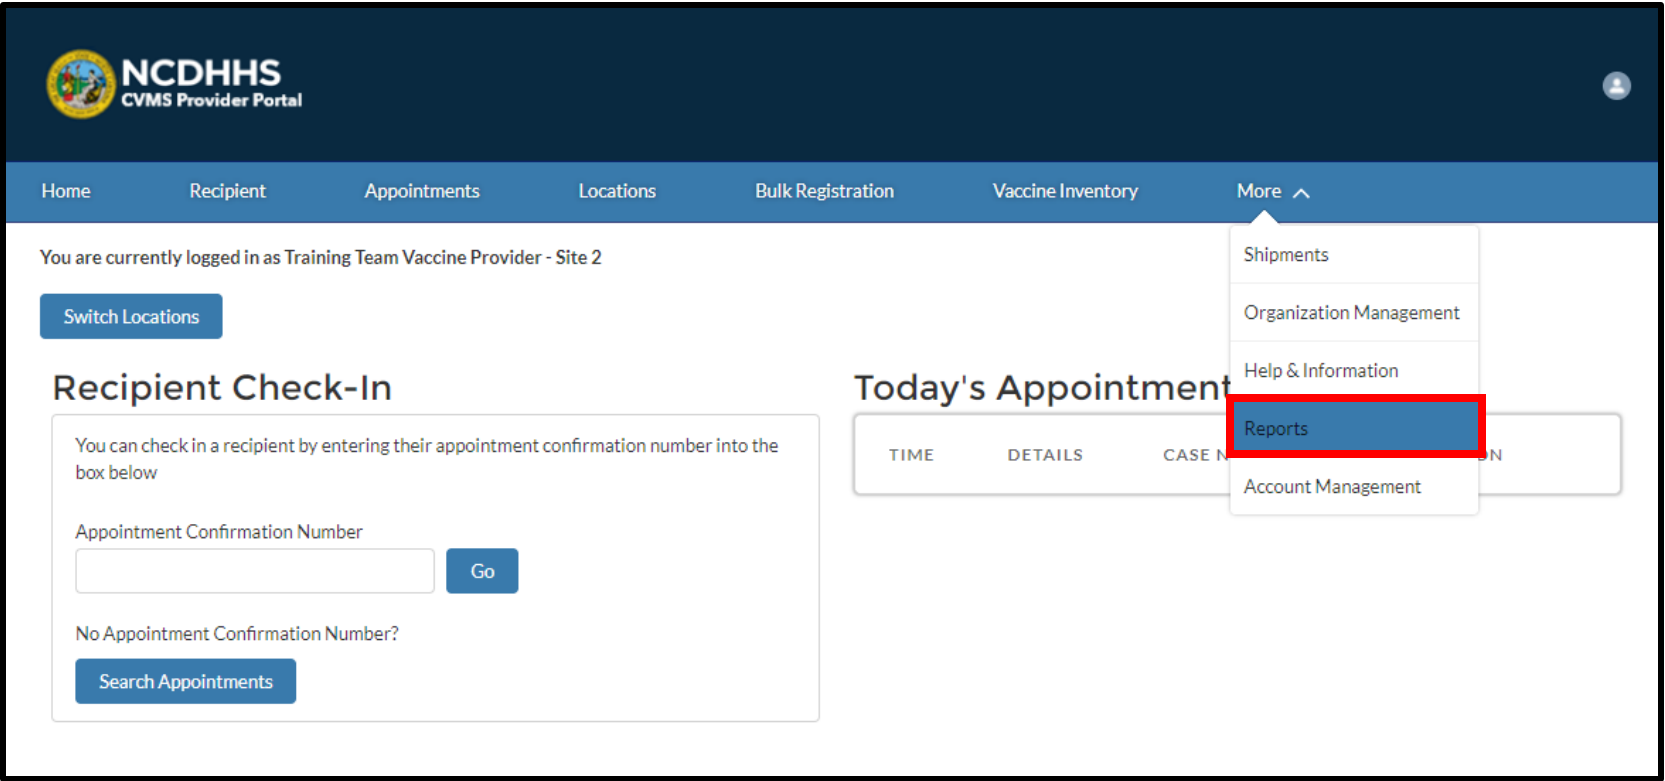 NCDHHS
CVMS Provider Portal
Home Recipient Appointments Locations Bulk Registration Vaccine Inventory More
You are currently logged in as Training Team Vaccine Provider - Site 2
Switch Locations
Shipments
Organization Management
Help & Information
Reports
Account Management
Recipient Check-In
You can check in a recipient by entering their appointment confirmation number into the
box below
Appointment Confirmation Number
Go
No Appointment Confirmation Number?
Search Appointments
Today's Appointment
TIME DETAILS CASE N ON